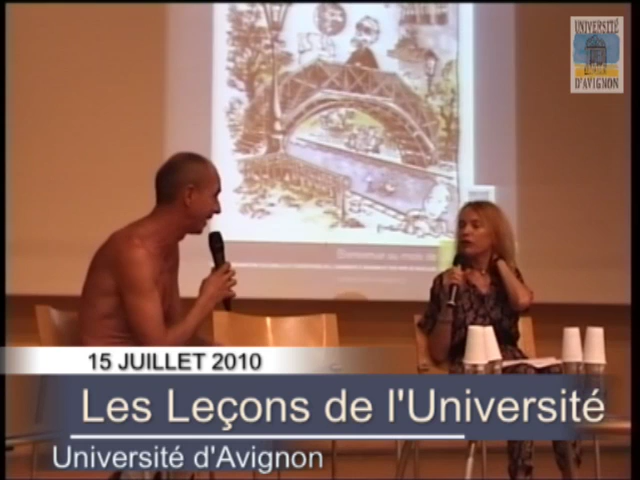 UNIVERSITÉ
D'AVIGNON
15 JUILLET 2010
Les Leçons de l'Université
Université d'Avignon